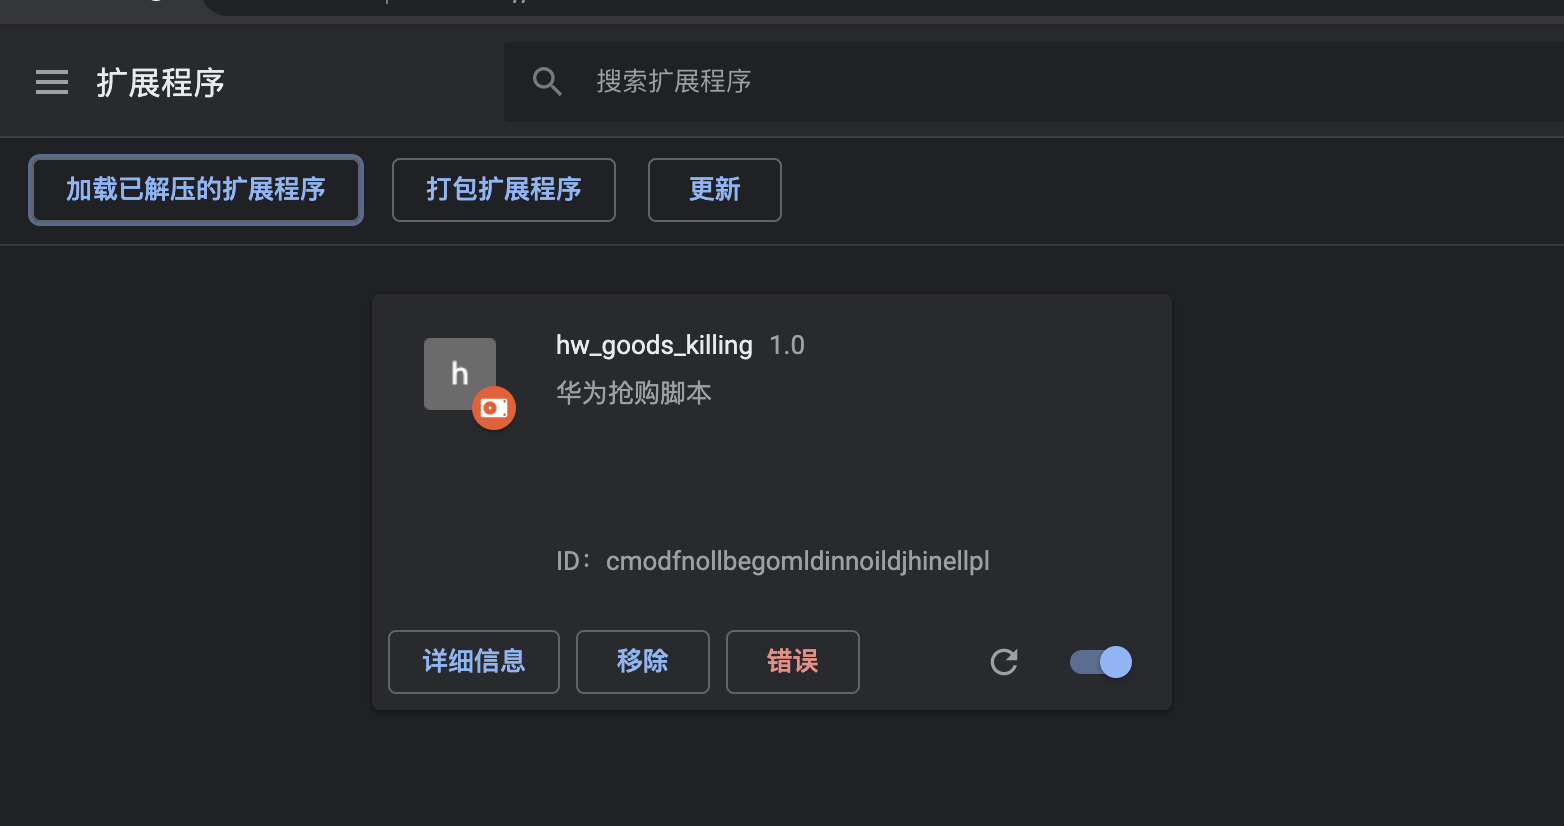 扩展程序
搜索扩展程序
加载已解压的扩展程序
打包扩展程序
更新
h
hw_goods_killing 1.0
华为抢购脚本
ID：cmodfnollbegomldinnoildjhinellpl
详细信息
移除
错误